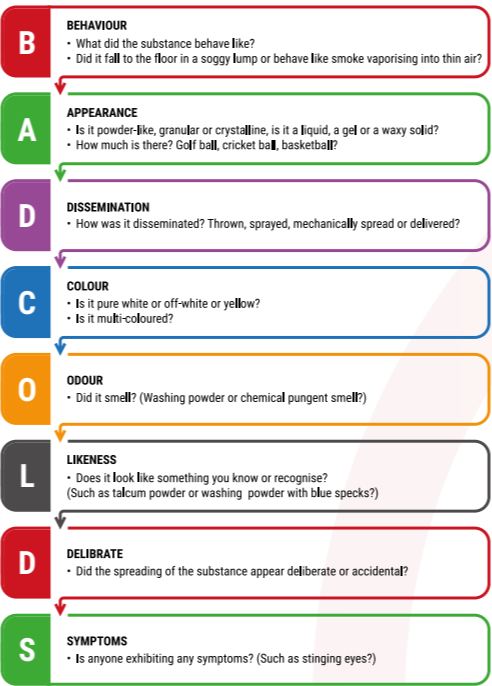 B
BEHAVIOUR
• What did the substance behave like?
• Did it fall to the floor in a soggy lump or behave like smoke vaporising into thin air?
A
APPEARANCE
• Is it powder-like, granular or crystalline, is it a liquid, a gel or a waxy solid?
• How much is there? Golf ball, cricket ball, basketball?
D
DISSEMINATION
• How was it disseminated? Thrown, sprayed, mechanically spread or delivered?
C
COLOUR
• Is it pure white or off-white or yellow?
• Is it multi-coloured?
O
ODOUR
• Did it smell? (Washing powder or chemical pungent smell?)
L
LIKENESS
• Does it look like something you know or recognise?
(Such as talcum powder or washing powder with blue specks?)
D
DELIBRATE
• Did the spreading of the substance appear deliberate or accidental?
S
SYMPTOMS
• Is anyone exhibiting any symptoms? (Such as stinging eyes?)